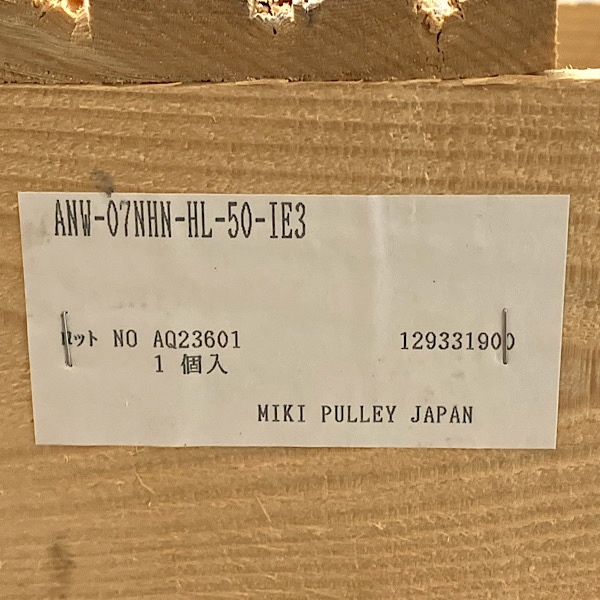 ANW-07NHN-HL-50-IE3
ロット NO AQ23601 129331900
1 個入
MIKI PULLEY JAPAN